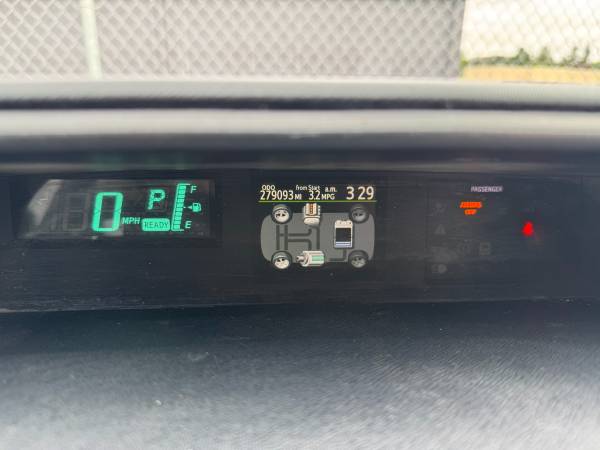 0 MPH
P
READY
F
E
ODO
279093 MI
from Start
3.2 MPG
a.m.
3 29
PASSENGER
AIRBAG
OFF